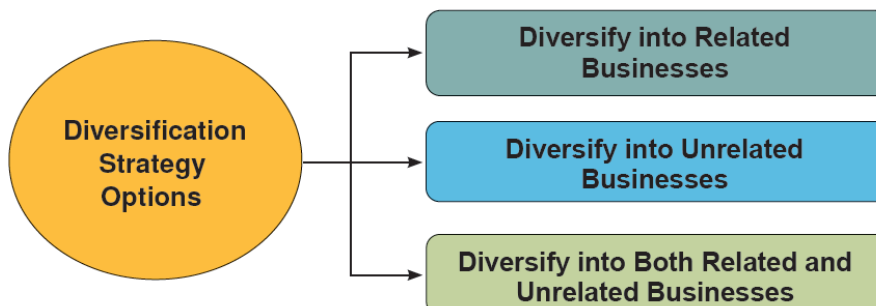 Diversification
Strategy
Options
Diversify into Related
Businesses
Diversify into Unrelated
Businesses
Diversify into Both Related and
Unrelated Businesses